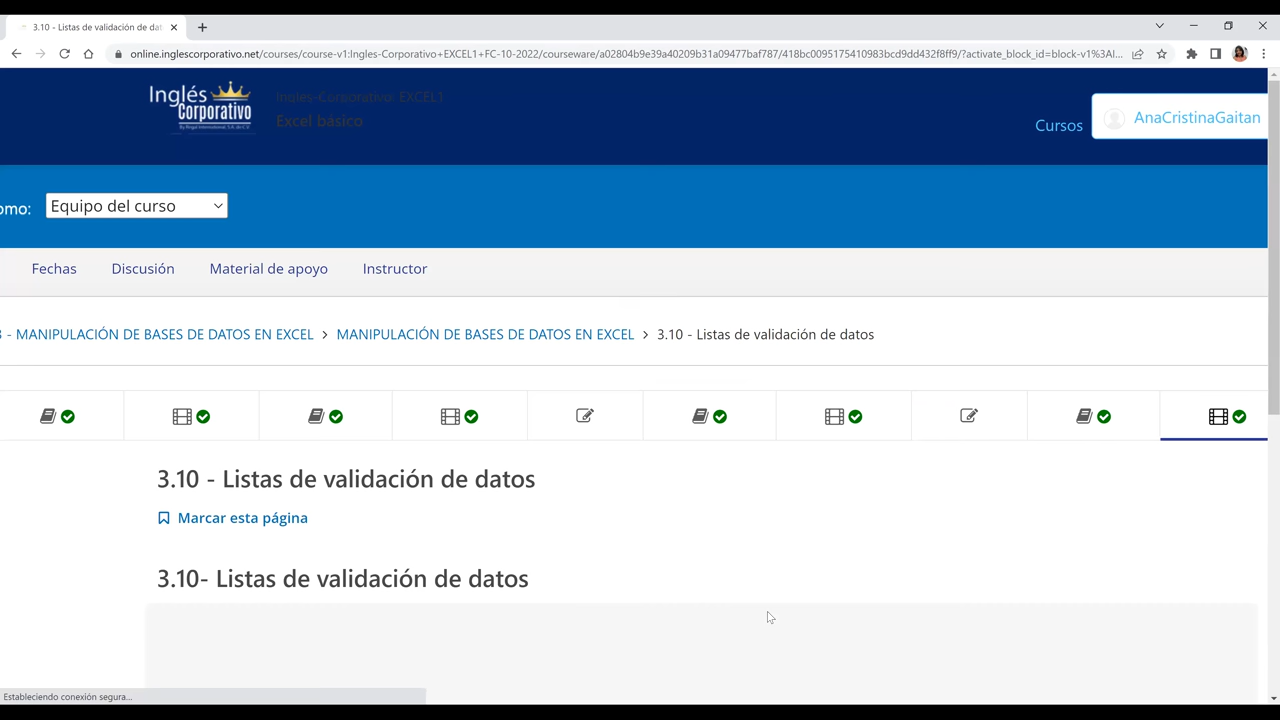 3.10 - Listas de validación de dat
online.inglescorporativo.net/courses/course-v1:Ingles-Corporativo+EXCEL1+FC-10-2022/courseware/a02804b9e39a40209b31a09477baf787/418bc0095175410983bcd9dd432f8ff9/?activate_block_id=block-v1%3AI...
Inglés
Corporativo
By Regal International, S.A. de C.V.
Ingles-Corporativo: EXCEL1
Excel básico
Cursos
AnaCristinaGaitan
omo:
Equipo del curso
Fechas
Discusión
Material de apoyo
Instructor
- MANIPULACIÓN DE BASES DE DATOS EN EXCEL > MANIPULACIÓN DE BASES DE DATOS EN EXCEL > 3.10 - Listas de validación de datos
3.10 - Listas de validación de datos
Marcar esta página
3.10- Listas de validación de datos
Estableciendo conexión segura...